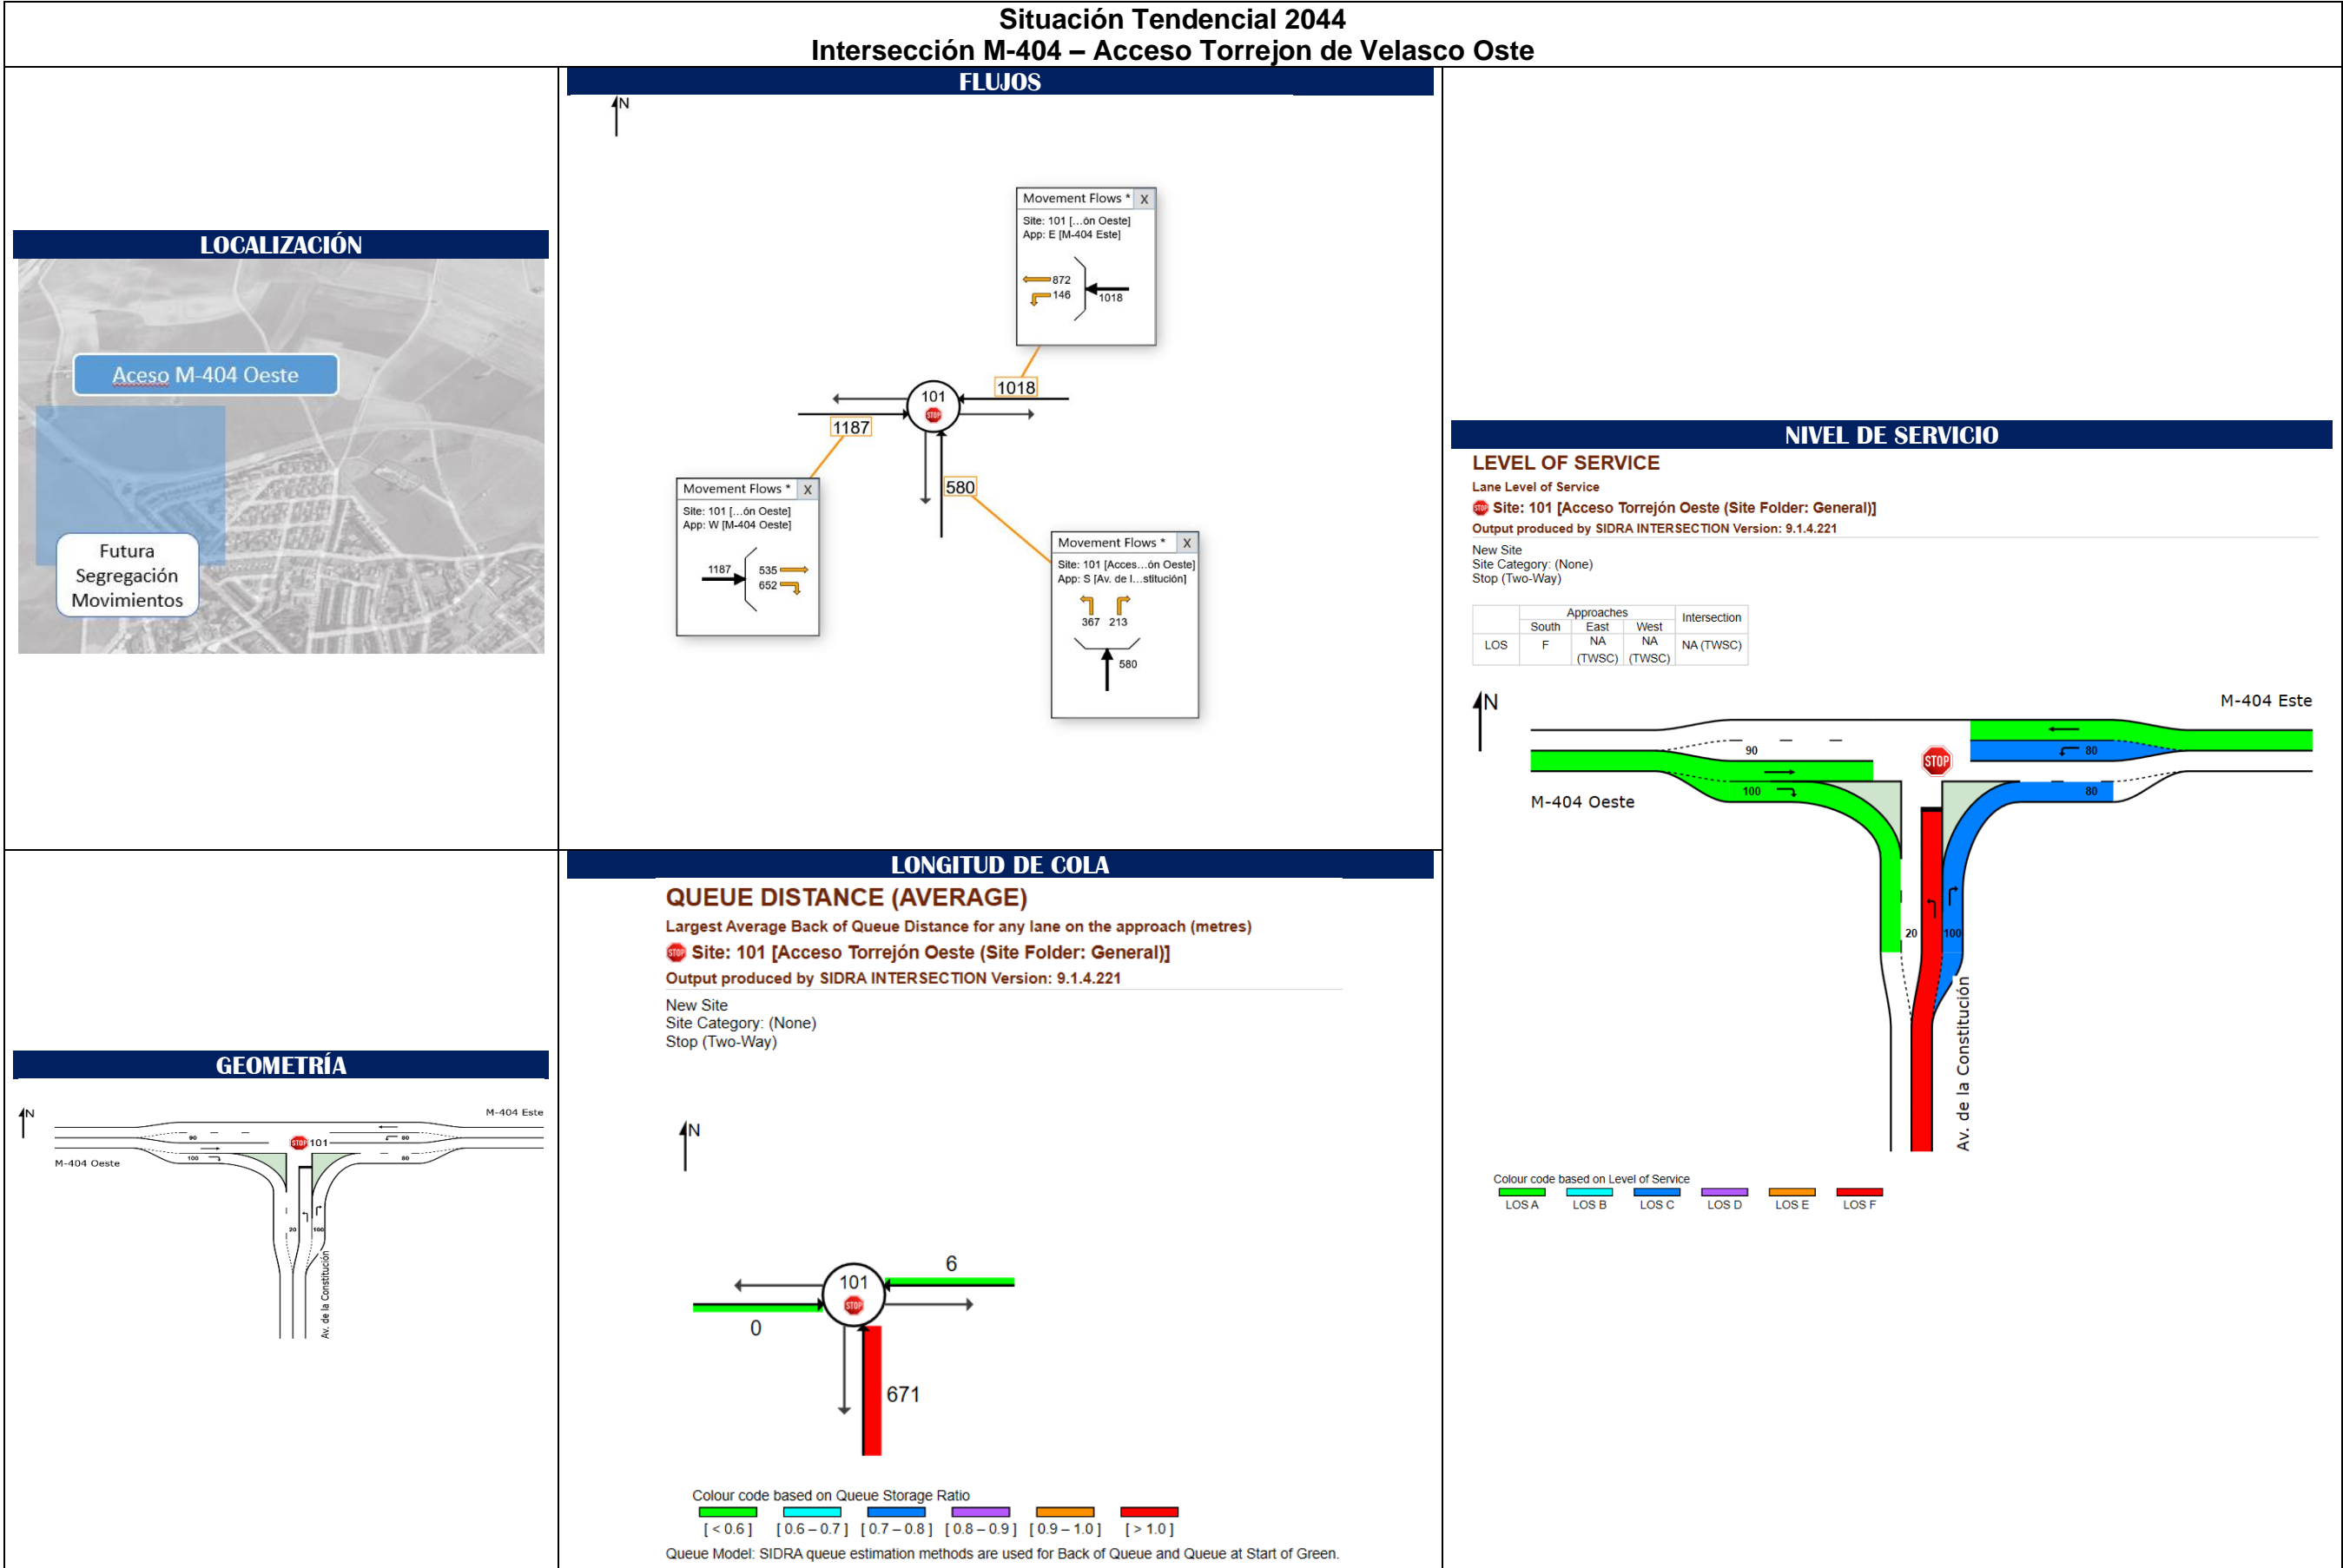 Situación Tendencial 2044
Intersección M-404 – Acceso Torrejon de Velasco Oste
LOCALIZACIÓN
Aceso M-404 Oeste
Futura
Segregación
Movimientos
FLUJOS
N
Movement Flows * X
Site: 101 [...ón Oeste]
App: E [M-404 Este]
872
146
1018
1018
101
STOP
1187
580
Movement Flows * X
Site: 101 [...ón Oeste]
App: W [M-404 Oeste]
1187
535
652
Movement Flows * X
Site: 101 [Acces...ón Oeste]
App: S [Av. de l...stitución]
367 213
580
NIVEL DE SERVICIO
LEVEL OF SERVICE
Lane Level of Service
STOP Site: 101 [Acceso Torrejón Oeste (Site Folder: General)]
Output produced by SIDRA INTERSECTION Version: 9.1.4.221
New Site
Site Category: (None)
Stop (Two-Way)
Approaches Intersection
South East West
LOS F NA (TWSC) NA (TWSC) NA (TWSC)
N
M-404 Este
90
80
STOP
M-404 Oeste
100
80
20
100
Av. de la Constitución
Colour code based on Level of Service
LOS A LOS B LOS C LOS D LOS E LOS F
GEOMETRÍA
N
M-404 Este
90
STOP 101
80
M-404 Oeste
100
80
20
100
Av. de la Constitución
LONGITUD DE COLA
QUEUE DISTANCE (AVERAGE)
Largest Average Back of Queue Distance for any lane on the approach (metres)
STOP Site: 101 [Acceso Torrejón Oeste (Site Folder: General)]
Output produced by SIDRA INTERSECTION Version: 9.1.4.221
New Site
Site Category: (None)
Stop (Two-Way)
N
6
101
STOP
0
671
Colour code based on Queue Storage Ratio
[ < 0.6 ] [ 0.6 – 0.7 ] [ 0.7 – 0.8 ] [ 0.8 – 0.9 ] [ 0.9 – 1.0 ] [ > 1.0 ]
Queue Model: SIDRA queue estimation methods are used for Back of Queue and Queue at Start of Green.